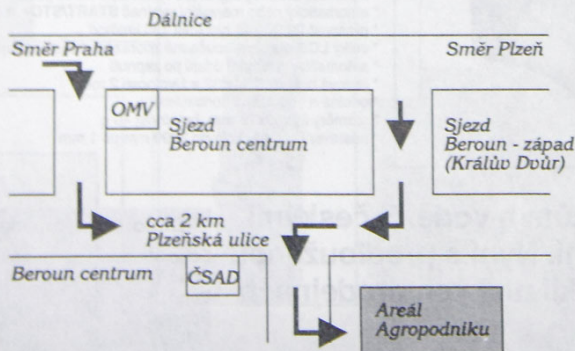 Dálnice
Směr Praha
Směr Plzeň
OMV
Sjezd
Beroun centrum
Sjezd
Beroun - západ
(Králův Dvůr)
cca 2 km
Plzeňská ulice
Beroun centrum
ČSAD
Areál
Agropodniku